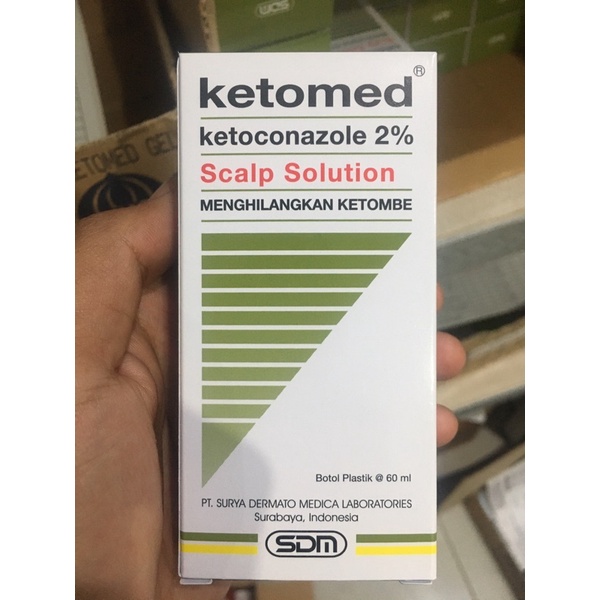 ketomed®
ketoconazole 2%
Scalp Solution
MENGHILANGKAN KETOMBE
Botol Plastik @ 60 ml
PT. SURYA DERMATO MEDICA LABORATORIES
Surabaya, Indonesia
SDM